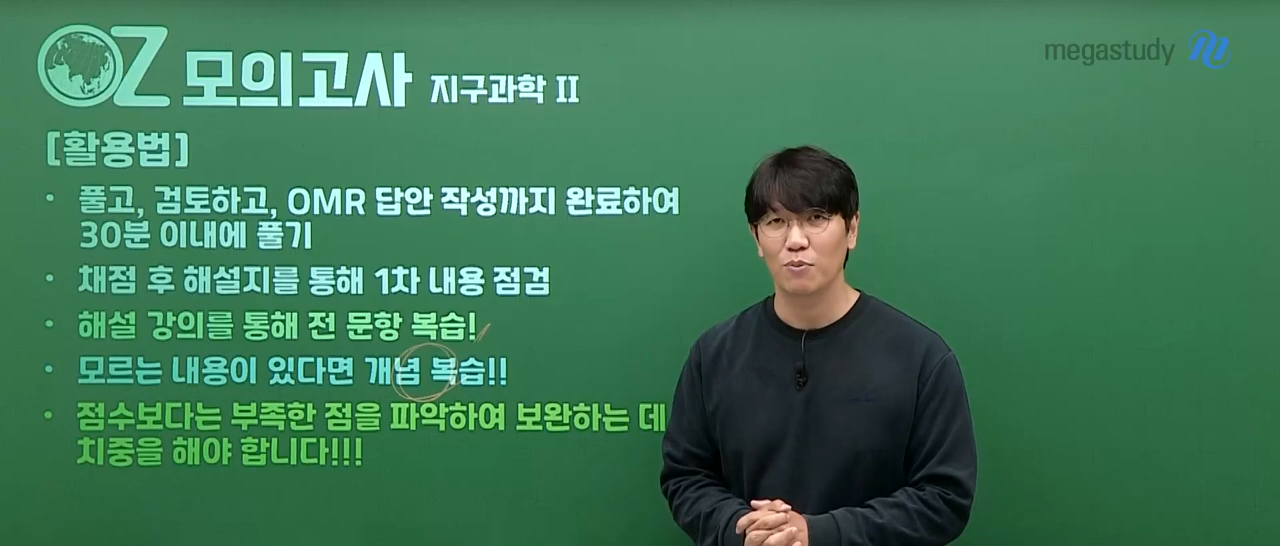 OZ 모의고사 지구과학 II
megastudy
[활용법]
• 풀고, 검토하고, OMR 답안 작성까지 완료하여
30분 이내에 풀기
• 채점 후 해설지를 통해 1차 내용 점검
• 해설 강의를 통해 전 문항 복습!
• 모르는 내용이 있다면 개념 복습!!
• 점수보다는 부족한 점을 파악하여 보완하는 데
치중을 해야 합니다!!!